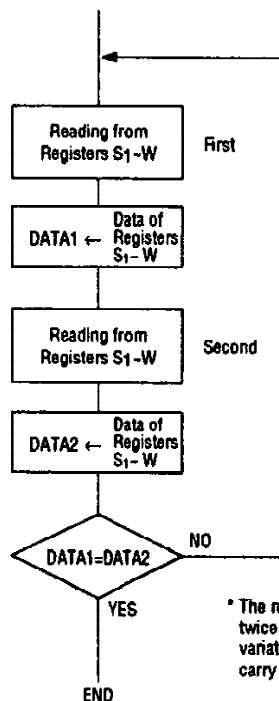 Reading from
Registers S₁~W
First
DATA1 ← Data of
Registers
S₁~W
Reading from
Registers S₁~W
Second
DATA2 ← Data of
Registers
S₁~W
DATA1=DATA2
NO
YES
* The
twice
carry
END